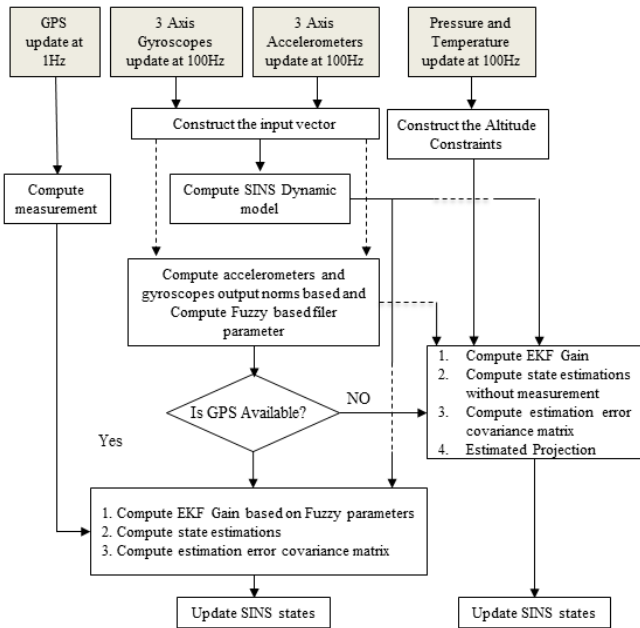 GPS
update at
1Hz
3 Axis
Gyroscopes
update at 100Hz
3 Axis
Accelerometers
update at 100Hz
Pressure and
Temperature
update at 100Hz
Construct the input vector
Construct the Altitude
Constraints
Compute
measurement
Compute SINS Dynamic
model
Compute accelerometers and
gyroscopes output norms based and
Compute Fuzzy based filer
parameter
1. Compute EKF Gain
2. Compute state estimations
without measurement
3. Compute estimation error
covariance matrix
4. Estimated Projection
Is GPS Available?
NO
Yes
1. Compute EKF Gain based on Fuzzy parameters
2. Compute state estimations
3. Compute estimation error covariance matrix
Update SINS states
Update SINS states